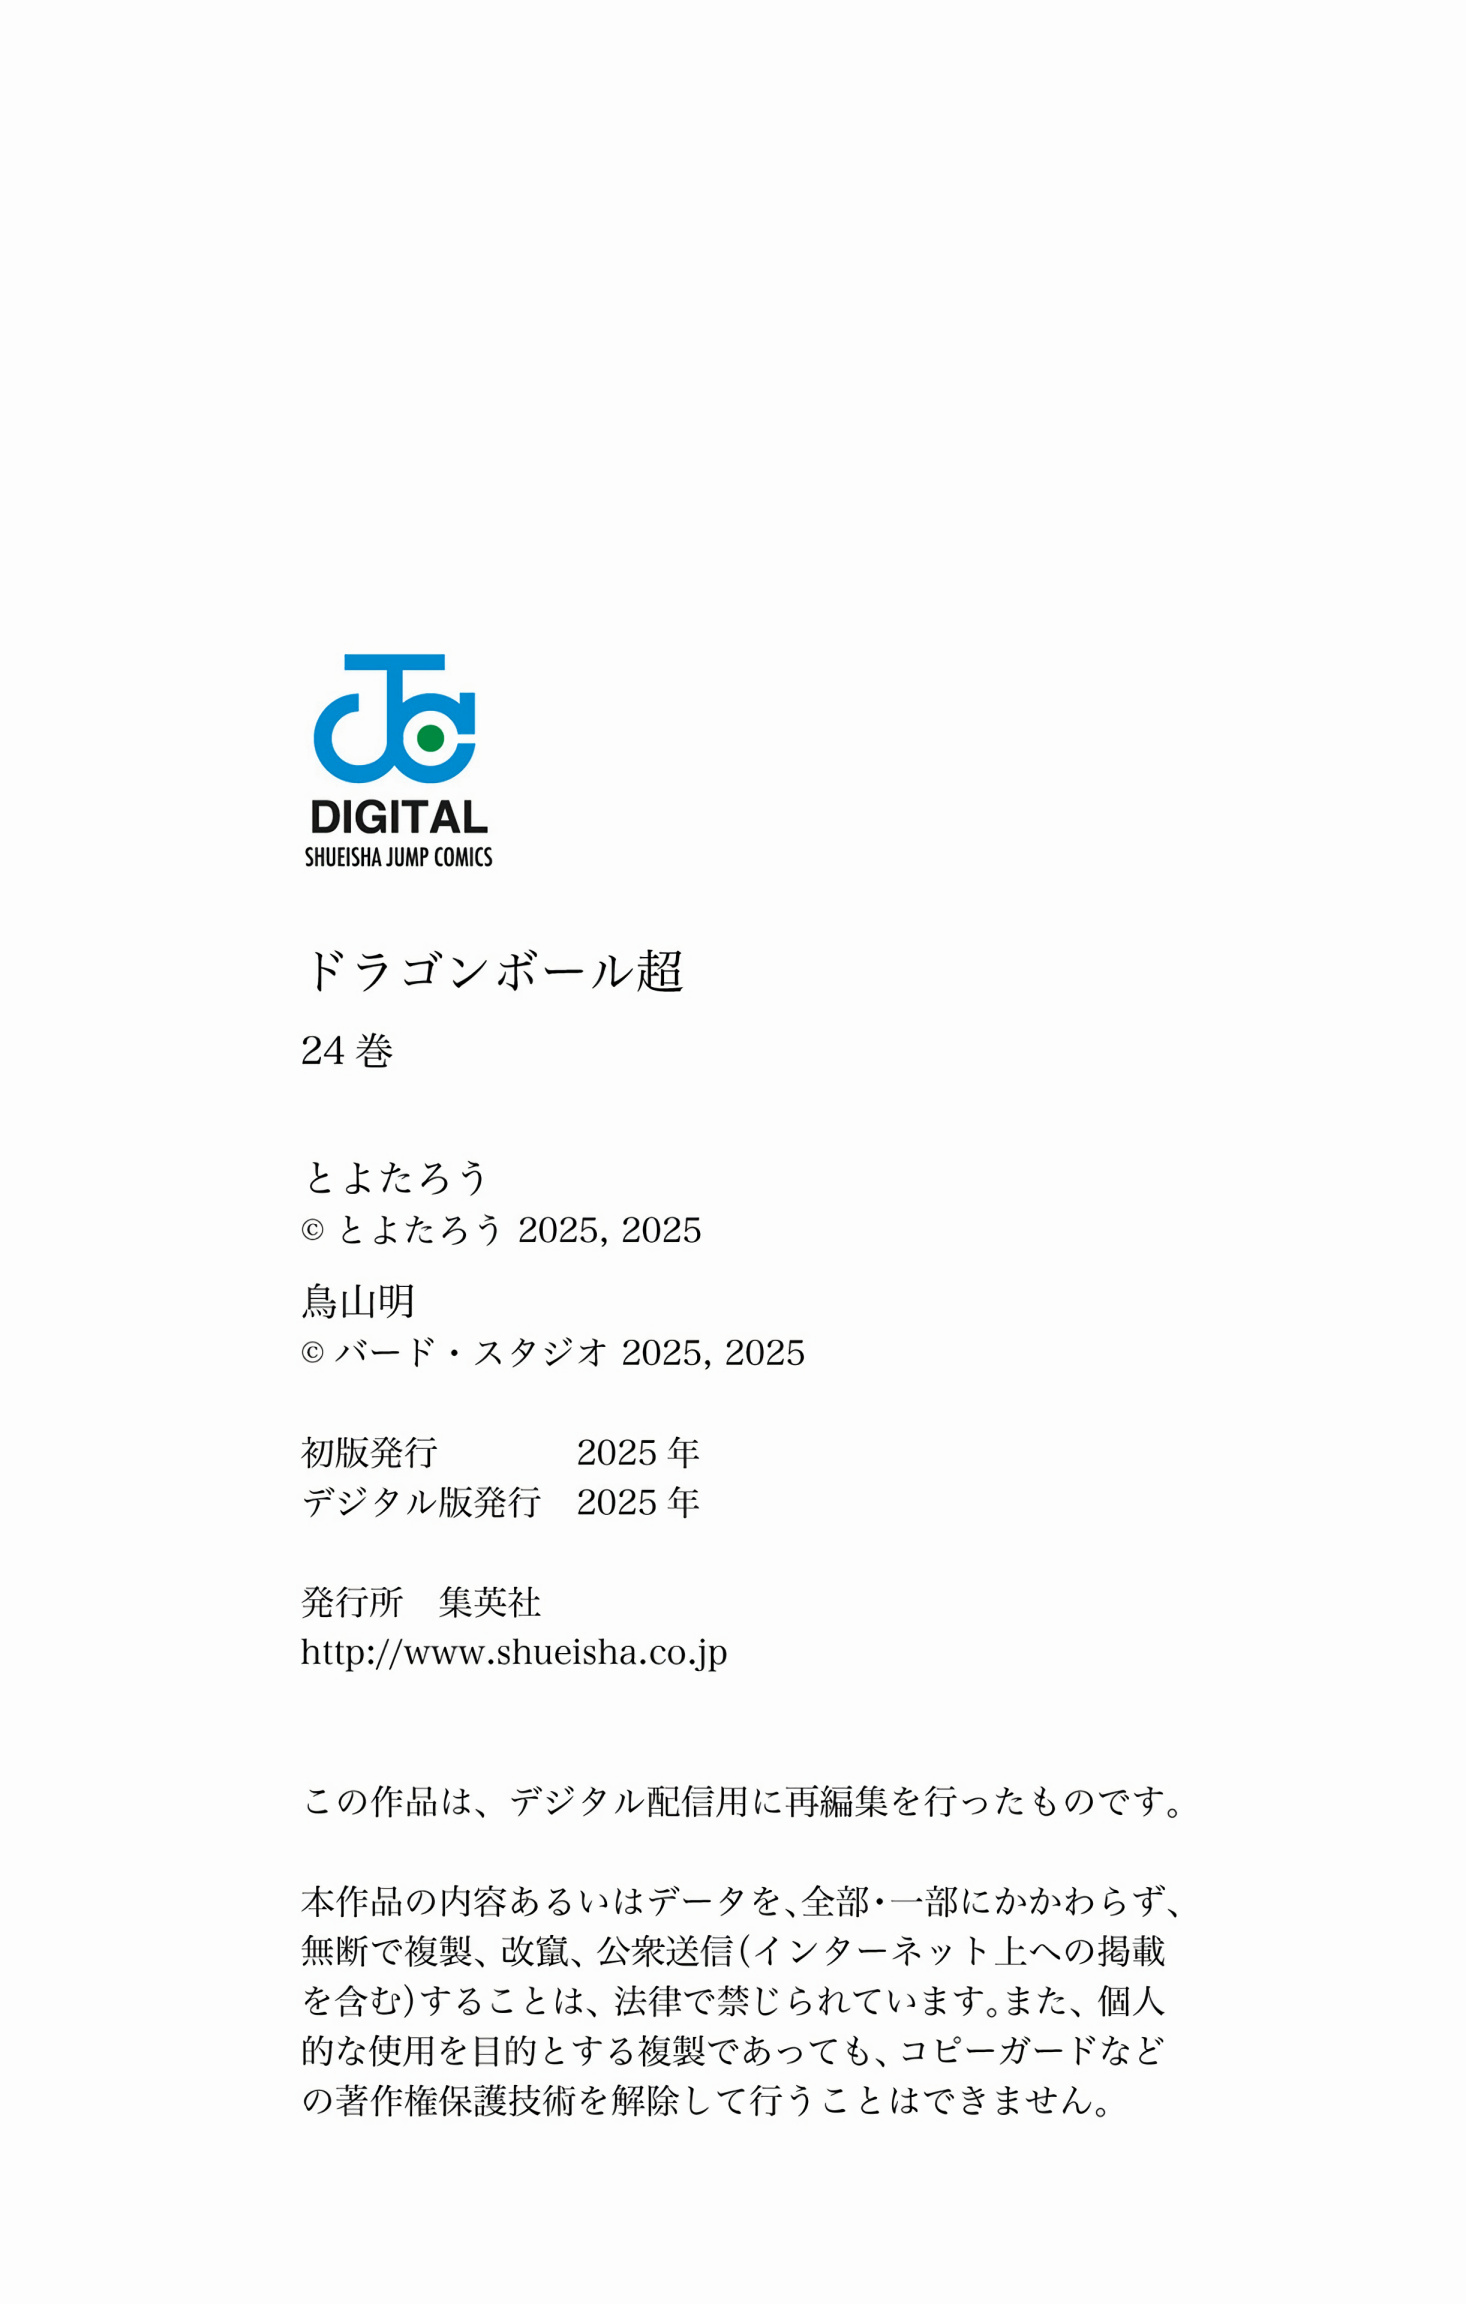 JC
DIGITAL
SHUEISHA JUMP COMICS
ドラゴンボール超
24 巻
とよたろう
© とよたろう 2025, 2025
鳥山明
© バード・スタジオ 2025, 2025
初版発行　　　　2025 年
デジタル版発行　2025 年
発行所　集英社
http://www.shueisha.co.jp
この作品は、デジタル配信用に再編集を行ったものです。
本作品の内容あるいはデータを、全部・一部にかかわらず、
無断で複製、改竄、公衆送信(インターネット上への掲載
を含む)することは、法律で禁じられています。また、個人
的な使用を目的とする複製であっても、コピーガードなど
の著作権保護技術を解除して行うことはできません。